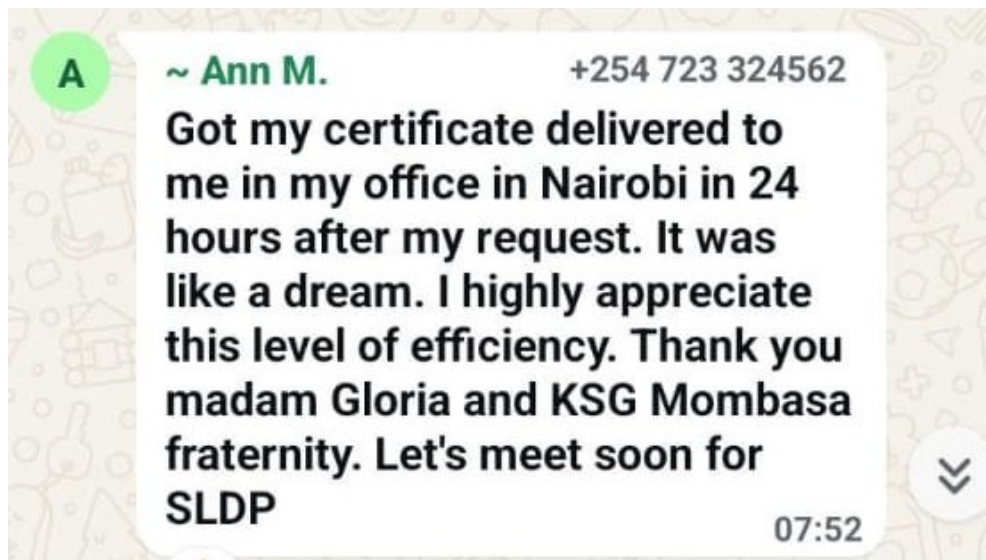 A
~ Ann M. +254 723 324562
Got my certificate delivered to
me in my office in Nairobi in 24
hours after my request. It was
like a dream. I highly appreciate
this level of efficiency. Thank you
madam Gloria and KSG Mombasa
fraternity. Let's meet soon for
SLDP
07:52